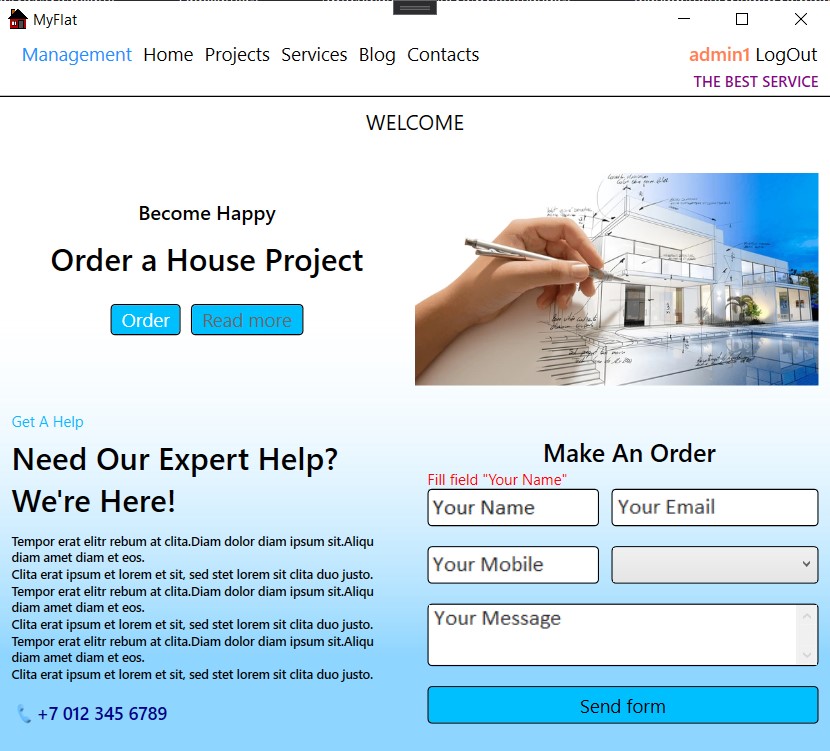 MyFlat
Management Home Projects Services Blog Contacts
admin1 LogOut
THE BEST SERVICE
WELCOME
Become Happy
Order a House Project
Order Read more
Get A Help
Need Our Expert Help?
We're Here!
Tempor erat elitr rebum at clita.Diam dolor diam ipsum sit.Aliqu
diam amet diam et eos.
Clita erat ipsum et lorem et sit, sed stet lorem sit clita duo justo.
Tempor erat elitr rebum at clita.Diam dolor diam ipsum sit.Aliqu
diam amet diam et eos.
Clita erat ipsum et lorem et sit, sed stet lorem sit clita duo justo.
Tempor erat elitr rebum at clita.Diam dolor diam ipsum sit.Aliqu
diam amet diam et eos.
Clita erat ipsum et lorem et sit, sed stet lorem sit clita duo justo.
+7 012 345 6789
Make An Order
Fill field "Your Name"
Your Name Your Email
Your Mobile
Your Message
Send form